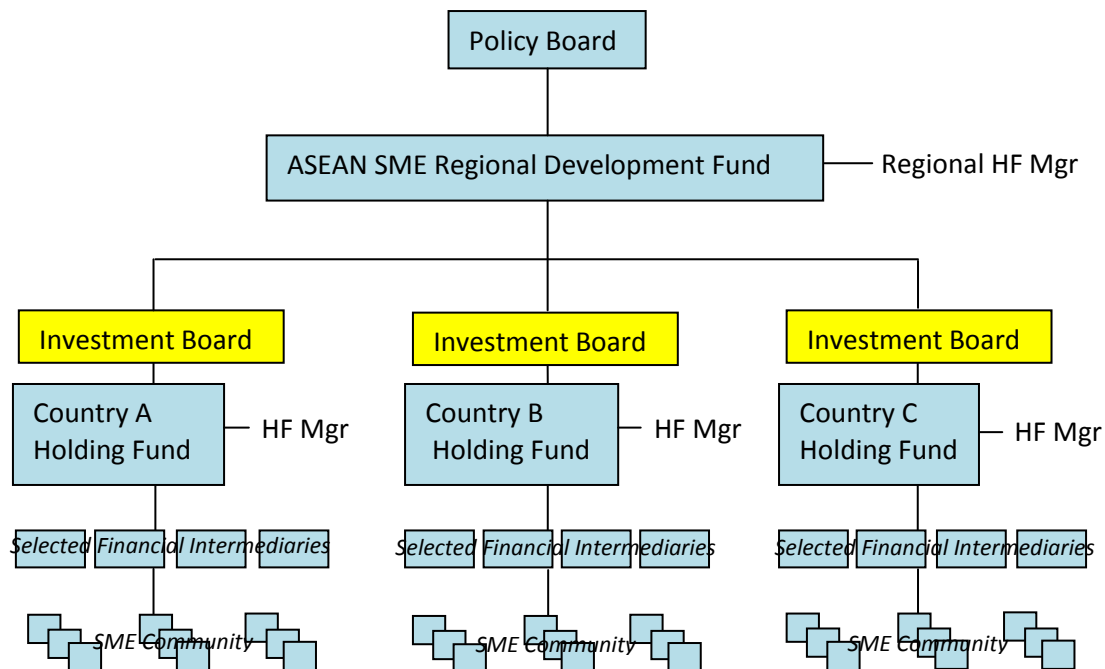 Policy Board
ASEAN SME Regional Development Fund
Regional HF Mgr
Investment Board
Investment Board
Investment Board
Country A
Holding Fund
HF Mgr
Country B
Holding Fund
HF Mgr
Country C
Holding Fund
HF Mgr
Selected Financial Intermediaries
Selected Financial Intermediaries
Selected Financial Intermediaries
SME Community
SME Community
SME Community